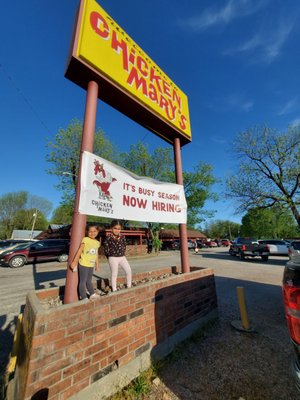 Chicken
Mary's
IT'S BUSY SEASON
NOW HIRING
CHICKEN
MARY'S